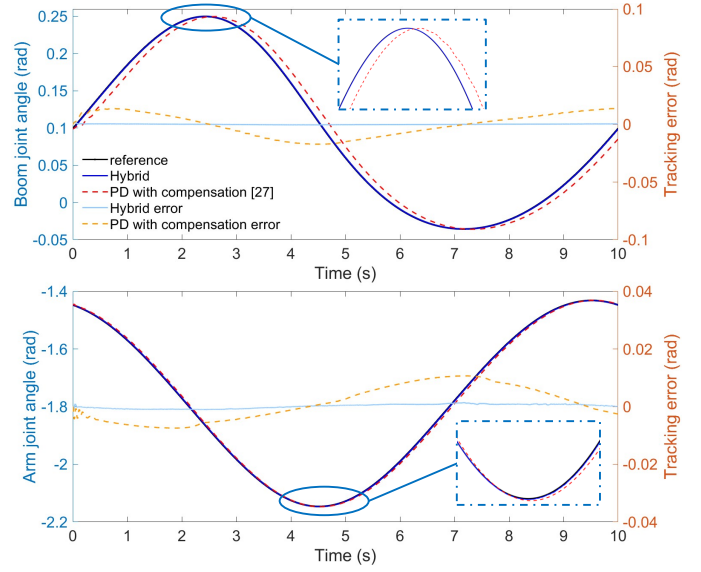 0.25
0.2
0.15
0.1
0.05
0
-0.05
Boom joint angle (rad)
0.1
0.05
0
-0.05
-0.1
Tracking error (rad)
reference
Hybrid
PD with compensation [27]
Hybrid error
PD with compensation error
0 1 2 3 4 5 6 7 8 9 10
Time (s)
-1.4
-1.6
-1.8
-2
-2.2
Arm joint angle (rad)
0.04
0.02
0
-0.02
-0.04
Tracking error (rad)
0 1 2 3 4 5 6 7 8 9 10
Time (s)